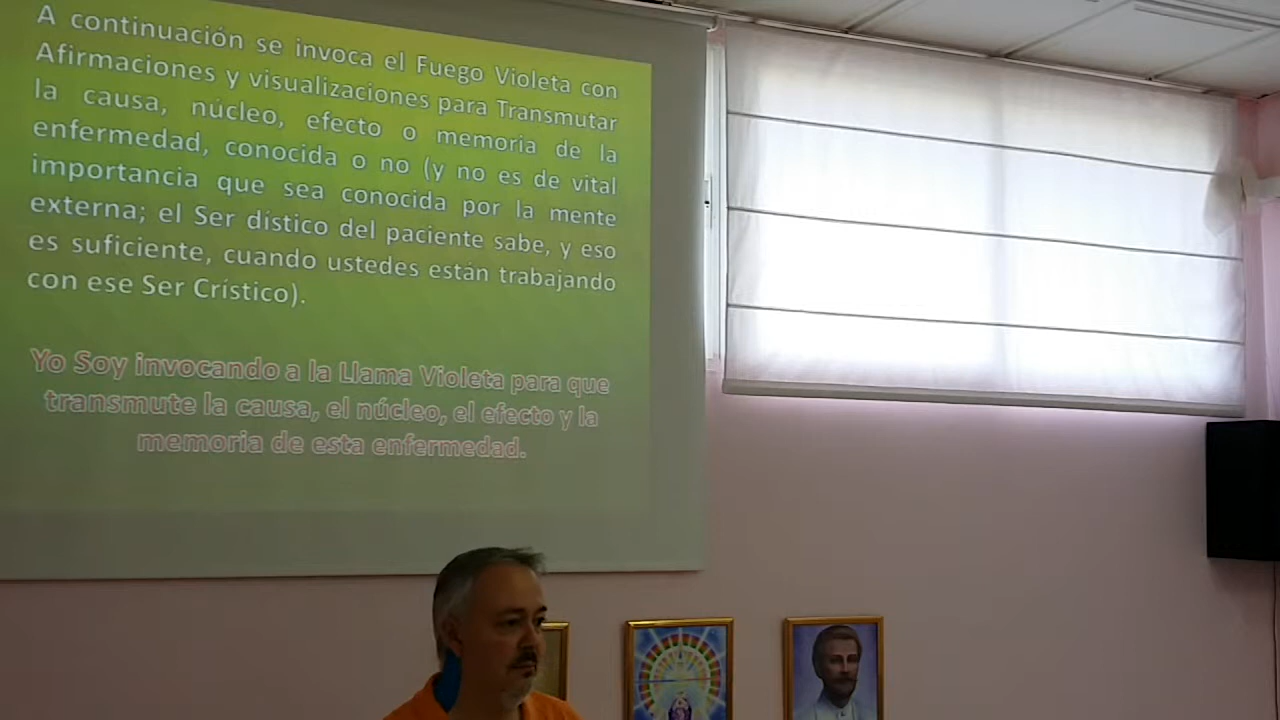 A continuación se invoca el Fuego Violeta con
Afirmaciones y visualizaciones para Transmutar
la causa, núcleo, efecto o memoria de la
enfermedad, conocida o no (y no es de vital
importancia que sea conocida por la mente
externa; el Ser dístico del paciente sabe, y eso
es suficiente, cuando ustedes están trabajando
con ese Ser Crístico).
Yo Soy invocando a la Llama Violeta para que
transmute la causa, el núcleo, el efecto y la
memoria de esta enfermedad.